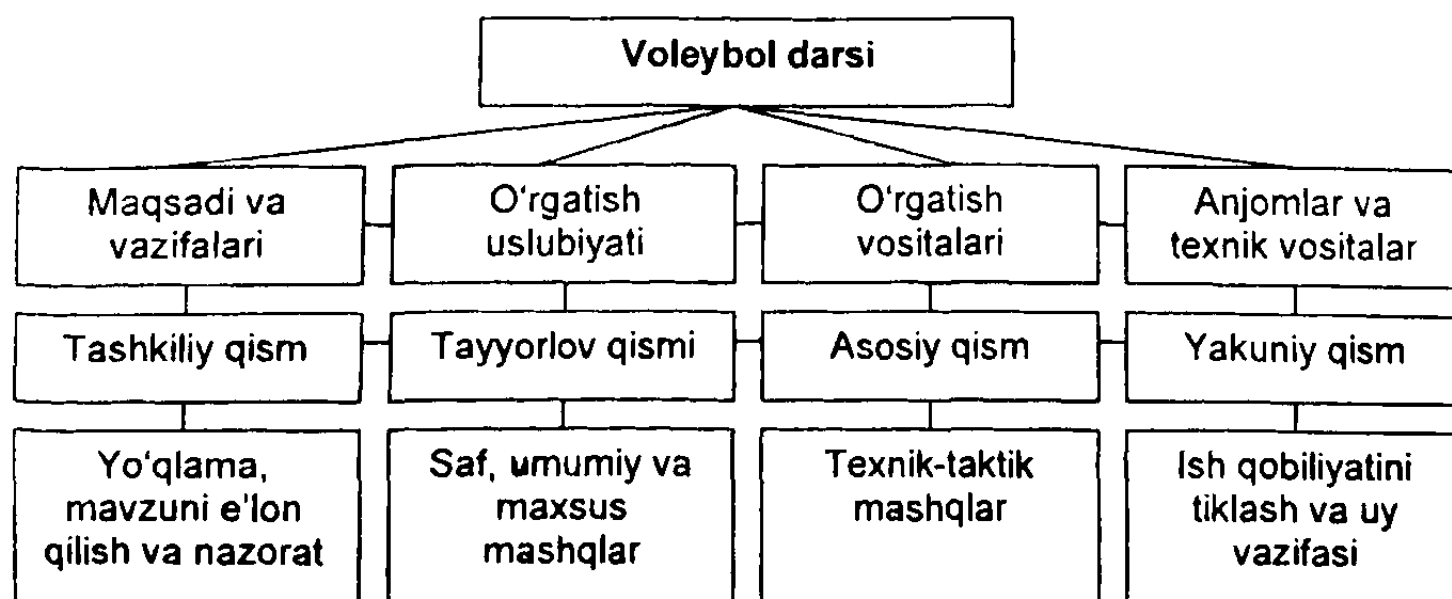 Voleybol darsi
Maqsadi va
vazifalari
O‘rgatish
uslubiyati
O‘rgatish
vositalari
Anjomlar va
texnik vositalar
Tashkiliy qism
Tayyorlov qismi
Asosiy qism
Yakuniy qism
Yo‘qlama,
mavzuni e'lon
qilish va nazorat
Saf, umumiy va
maxsus
mashqlar
Texnik-taktik
mashqlar
Ish qobiliyatini
tiklash va uy
vazifasi